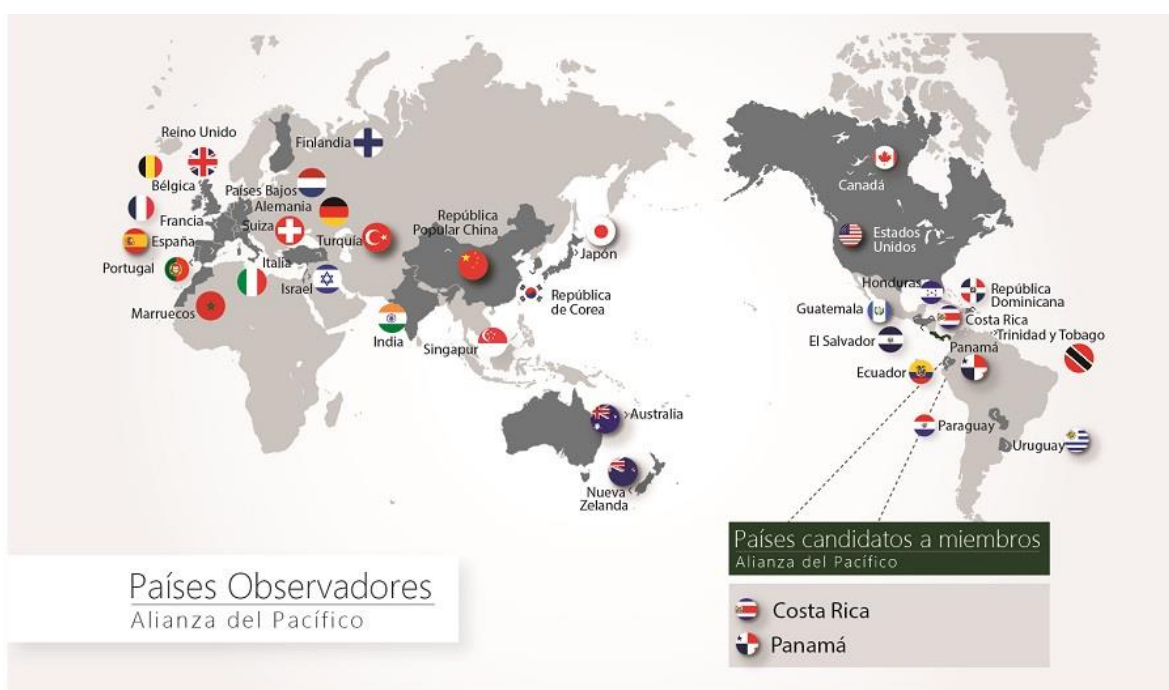 Reino Unido
Finlandia
Bélgica
Países Bajos
Alemania
Francia
Suiza
España
Turquía
Portugal
Italia
Israel
Marruecos
República
Popular China
Japón
República
de Corea
India
Singapur
Australia
Nueva
Zelanda
Canadá
Estados
Unidos
Honduras
República
Dominicana
Guatemala
Costa Rica
Trinidad y Tobago
El Salvador
Panamá
Ecuador
Paraguay
Uruguay
Países candidatos a miembros
Alianza del Pacífico
Costa Rica
Panamá
Países Observadores
Alianza del Pacífico